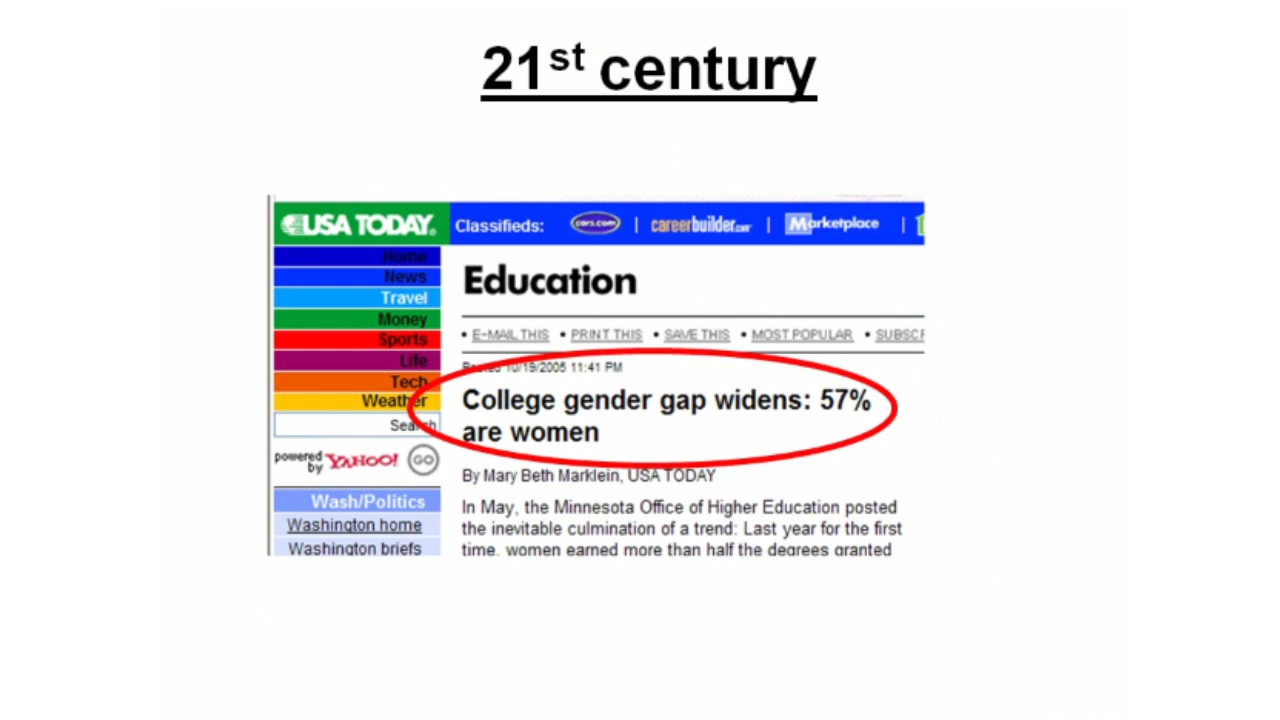 21st century
USA TODAY.
Classifieds: cars.com | careerbuilder.com | Marketplace |
Home
News
Travel
Money
Sports
Life
Tech
Weather
Search
powered by YAHOO! GO
Wash/Politics
Washington home
Washington briefs
Education
• E-MAIL THIS • PRINT THIS • SAVE THIS • MOST POPULAR • SUBSCR
Posted 10/19/2005 11:41 PM
College gender gap widens: 57%
are women
By Mary Beth Marklein, USA TODAY
In May, the Minnesota Office of Higher Education posted
the inevitable culmination of a trend: Last year for the first
time, women earned more than half the degrees granted